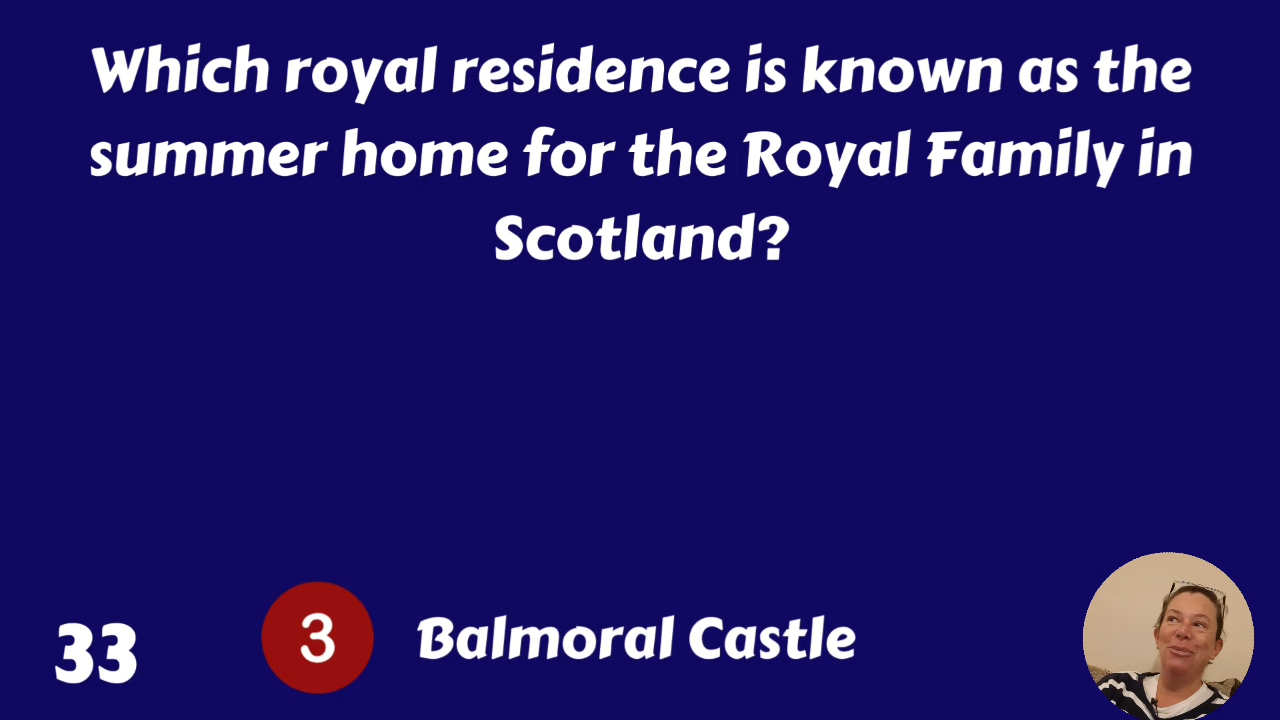 Which royal residence is known as the
summer home for the Royal Family in
Scotland?
33
3
Balmoral Castle